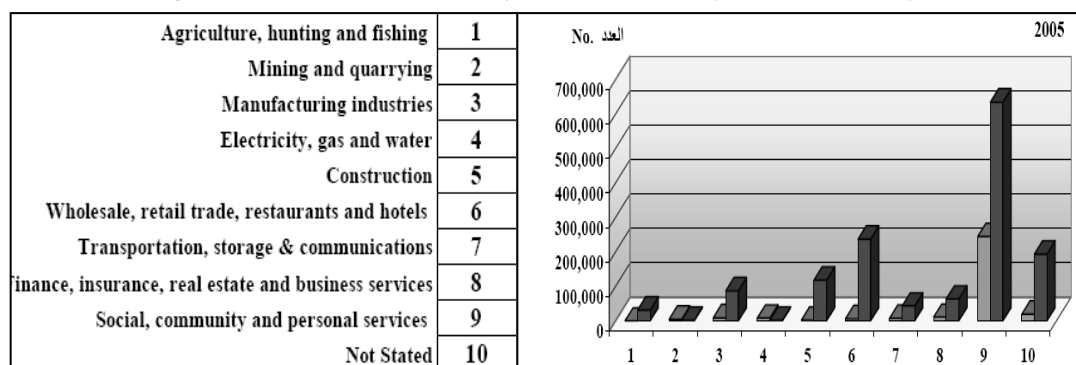 Agriculture, hunting and fishing 1
Mining and quarrying 2
Manufacturing industries 3
Electricity, gas and water 4
Construction 5
Wholesale, retail trade, restaurants and hotels 6
Transportation, storage & communications 7
inance, insurance, real estate and business services 8
Social, community and personal services 9
Not Stated 10
No. العدد
2005
700,000
600,000
500,000
400,000
300,000
200,000
100,000
0
1 2 3 4 5 6 7 8 9 10